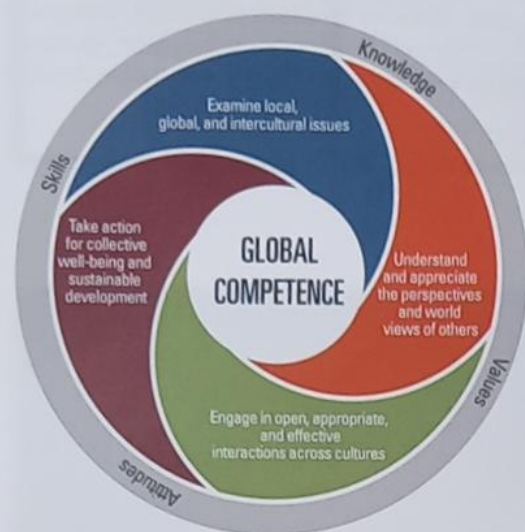 Knowledge
Skills
Examine local,
global, and intercultural issues
Take action
for collective
well-being and
sustainable
development
GLOBAL
COMPETENCE
Understand
and appreciate
the perspectives
and world
views of others
Engage in open, appropriate,
and effective
interactions across cultures
Values
Attitudes